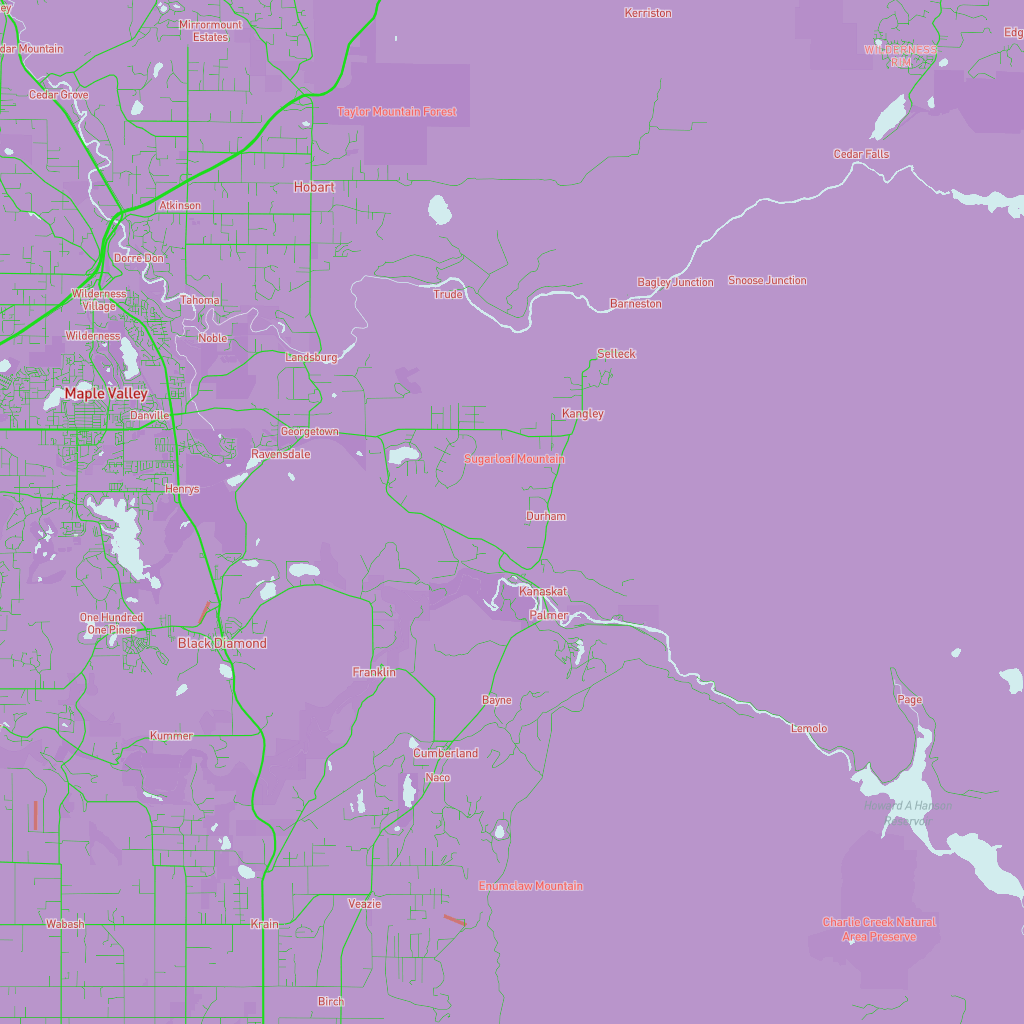 Kerriston
Mirrormount
Estates
Edg
ey
dar Mountain
WILDERNESS
RIM
Cedar Grove
Taylor Mountain Forest
Cedar Falls
Hobart
Atkinson
Dorre Don
Bagley Junction
Snoose Junction
Wilderness
Village
Trude
Tahoma
Barneston
Wilderness
Noble
Landsburg
Selleck
Maple Valley
Danville
Kangley
Georgetown
Ravensdale
Sugarloaf Mountain
Henrys
Durham
Kanaskat
One Hundred
One Pines
Palmer
Black Diamond
Franklin
Bayne
Page
Lemolo
Kummer
Cumberland
Naco
Howard A Hanson
Reservoir
Enumclaw Mountain
Veazie
Wabash
Krain
Charlie Creek Natural
Area Preserve
Birch